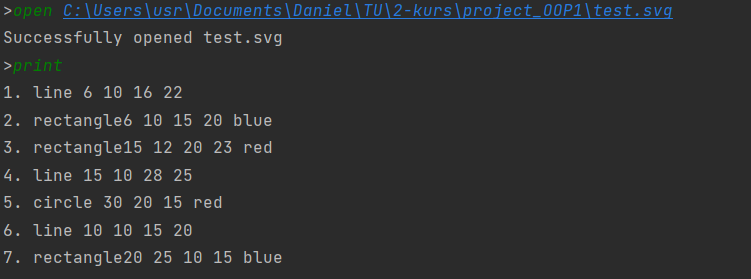 >open C:\Users\usr\Documents\Daniel\TU\2-kurs\project_OOP1\test.svg
Successfully opened test.svg
>print
1. line 6 10 16 22
2. rectangle6 10 15 20 blue
3. rectangle15 12 20 23 red
4. line 15 10 28 25
5. circle 30 20 15 red
6. line 10 10 15 20
7. rectangle20 25 10 15 blue